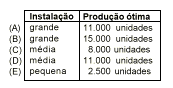 Instalação Produção ótima
(A) grande 11.000 unidades
(B) grande 15.000 unidades
(C) média 8.000 unidades
(D) média 11.000 unidades
(E) pequena 2.500 unidades